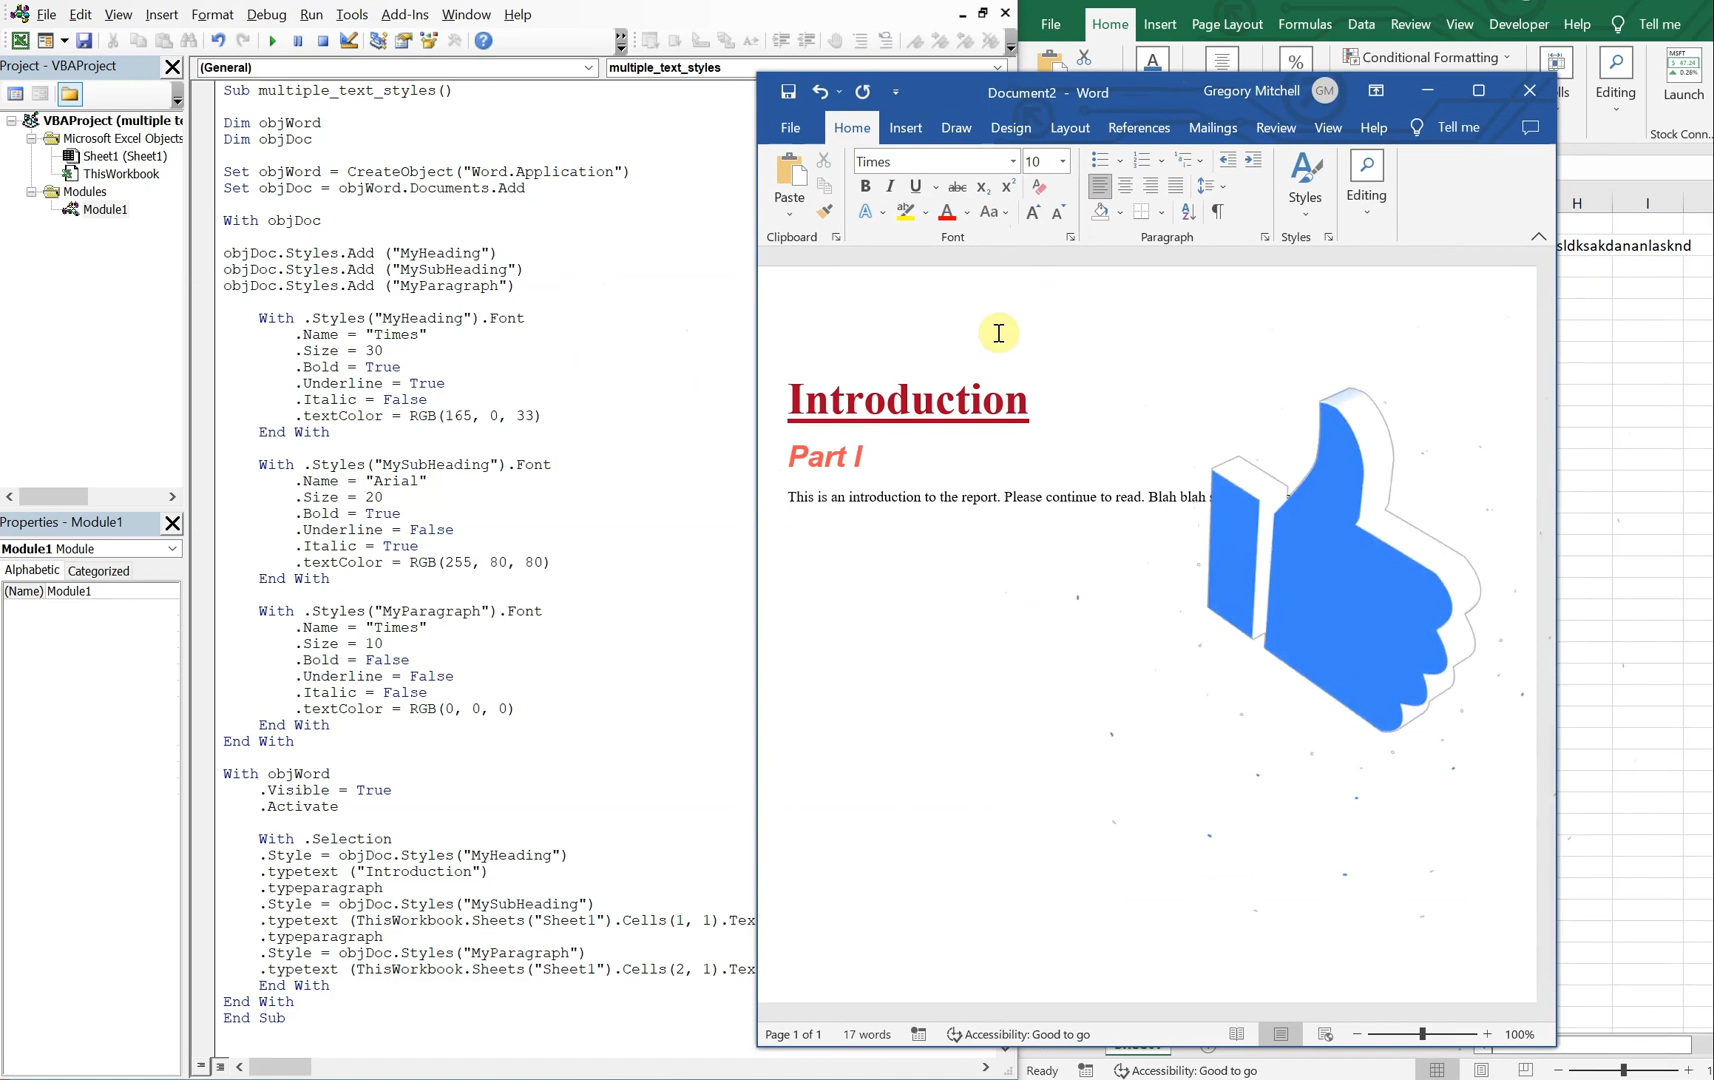 File Edit View Insert Format Debug Run Tools Add-Ins Window Help
Project - VBAProject
VBAProject (multiple te
Microsoft Excel Objects
Sheet1 (Sheet1)
ThisWorkbook
Modules
Module1
Properties - Module1
Module1 Module
Alphabetic Categorized
(Name) Module1
(General)
multiple_text_styles
Sub multiple_text_styles()
Dim objWord
Dim objDoc
Set objWord = CreateObject("Word.Application")
Set objDoc = objWord.Documents.Add
With objDoc
objDoc.Styles.Add ("MyHeading")
objDoc.Styles.Add ("MySubHeading")
objDoc.Styles.Add ("MyParagraph")
With .Styles("MyHeading").Font
.Name = "Times"
.Size = 30
.Bold = True
.Underline = True
.Italic = False
.textColor = RGB(165, 0, 33)
End With
With .Styles("MySubHeading").Font
.Name = "Arial"
.Size = 20
.Bold = True
.Underline = False
.Italic = True
.textColor = RGB(255, 80, 80)
End With
With .Styles("MyParagraph").Font
.Name = "Times"
.Size = 10
.Bold = False
.Underline = False
.Italic = False
.textColor = RGB(0, 0, 0)
End With
End With
With objWord
.Visible = True
.Activate
With .Selection
.Style = objDoc.Styles("MyHeading")
.typetext ("Introduction")
.typeparagraph
.Style = objDoc.Styles("MySubHeading")
.typetext (ThisWorkbook.Sheets("Sheet1").Cells(1, 1).Tex
.typeparagraph
.Style = objDoc.Styles("MyParagraph")
.typetext (ThisWorkbook.Sheets("Sheet1").Cells(2, 1).Tex
End With
End With
End Sub
File Home Insert Page Layout Formulas Data Review View Developer Help Tell me
Conditional Formatting
Editing
MSFT
Launch
Stock Conn..
H I
sldksakdananlasknd
Document2 - Word
Gregory Mitchell GM
File Home Insert Draw Design Layout References Mailings Review View Help Tell me
Paste
Times 10
Styles
Editing
Clipboard Font Paragraph Styles
Introduction
Part I
This is an introduction to the report. Please continue to read. Blah blah
Page 1 of 1 17 words Accessibility: Good to go 100%
Ready Accessibility: Good to go